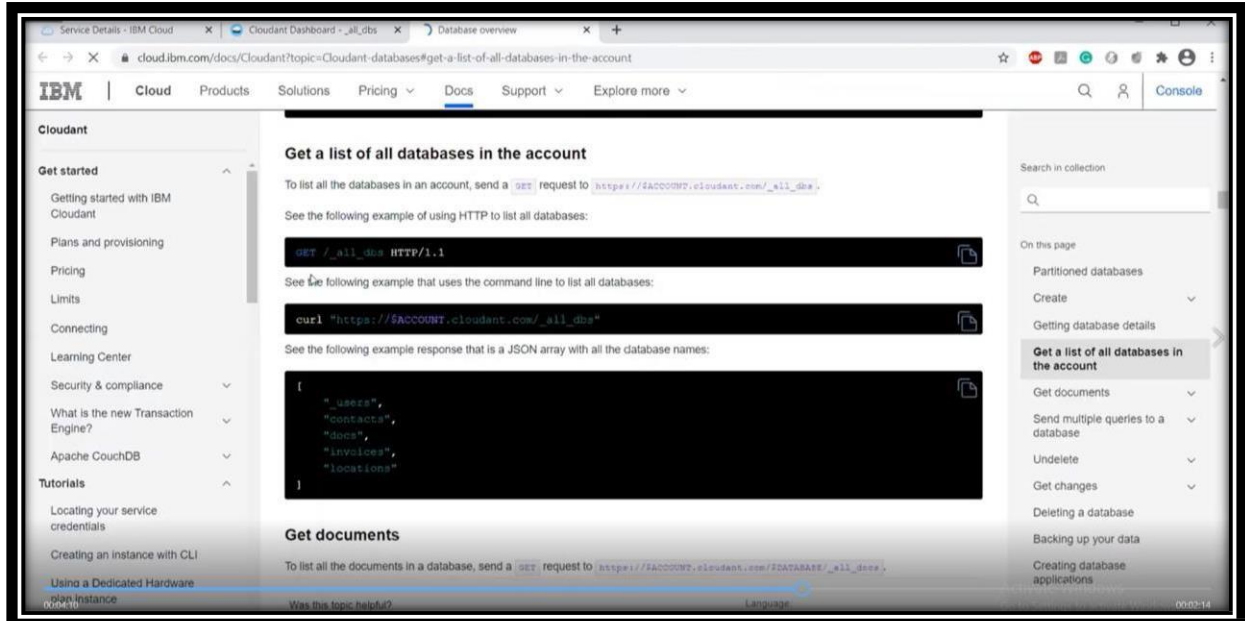 Service Details - IBM Cloud
Cloudant Dashboard - _all_dbs
Database overview
cloud.ibm.com/docs/Cloudant?topic=Cloudant-databases#get-a-list-of-all-databases-in-the-account
ABP
IBM
Cloud
Products
Solutions
Pricing
Docs
Support
Explore more
Console
Cloudant
Get started
Getting started with IBM
Cloudant
Plans and provisioning
Pricing
Limits
Connecting
Learning Center
Security & compliance
What is the new Transaction
Engine?
Apache CouchDB
Tutorials
Locating your service
credentials
Creating an instance with CLI
Using a Dedicated Hardware
plan instance
Get a list of all databases in the account
To list all the databases in an account, send a GET request to https://$ACCOUNT.cloudant.com/_all_dbs .
See the following example of using HTTP to list all databases:
GET /_all_dbs HTTP/1.1
See the following example that uses the command line to list all databases:
curl "https://$ACCOUNT.cloudant.com/_all_dbs"
See the following example response that is a JSON array with all the database names:
[
"_users",
"contacts",
"docs",
"invoices",
"locations"
]
Get documents
To list all the documents in a database, send a GET request to https://$ACCOUNT.cloudant.com/$DATABASE/_all_docs .
Was this topic helpful?
Language:
Search in collection
On this page
Partitioned databases
Create
Getting database details
Get a list of all databases in
the account
Get documents
Send multiple queries to a
database
Undelete
Get changes
Deleting a database
Backing up your data
Creating database
applications
00:04:10
00:02:14